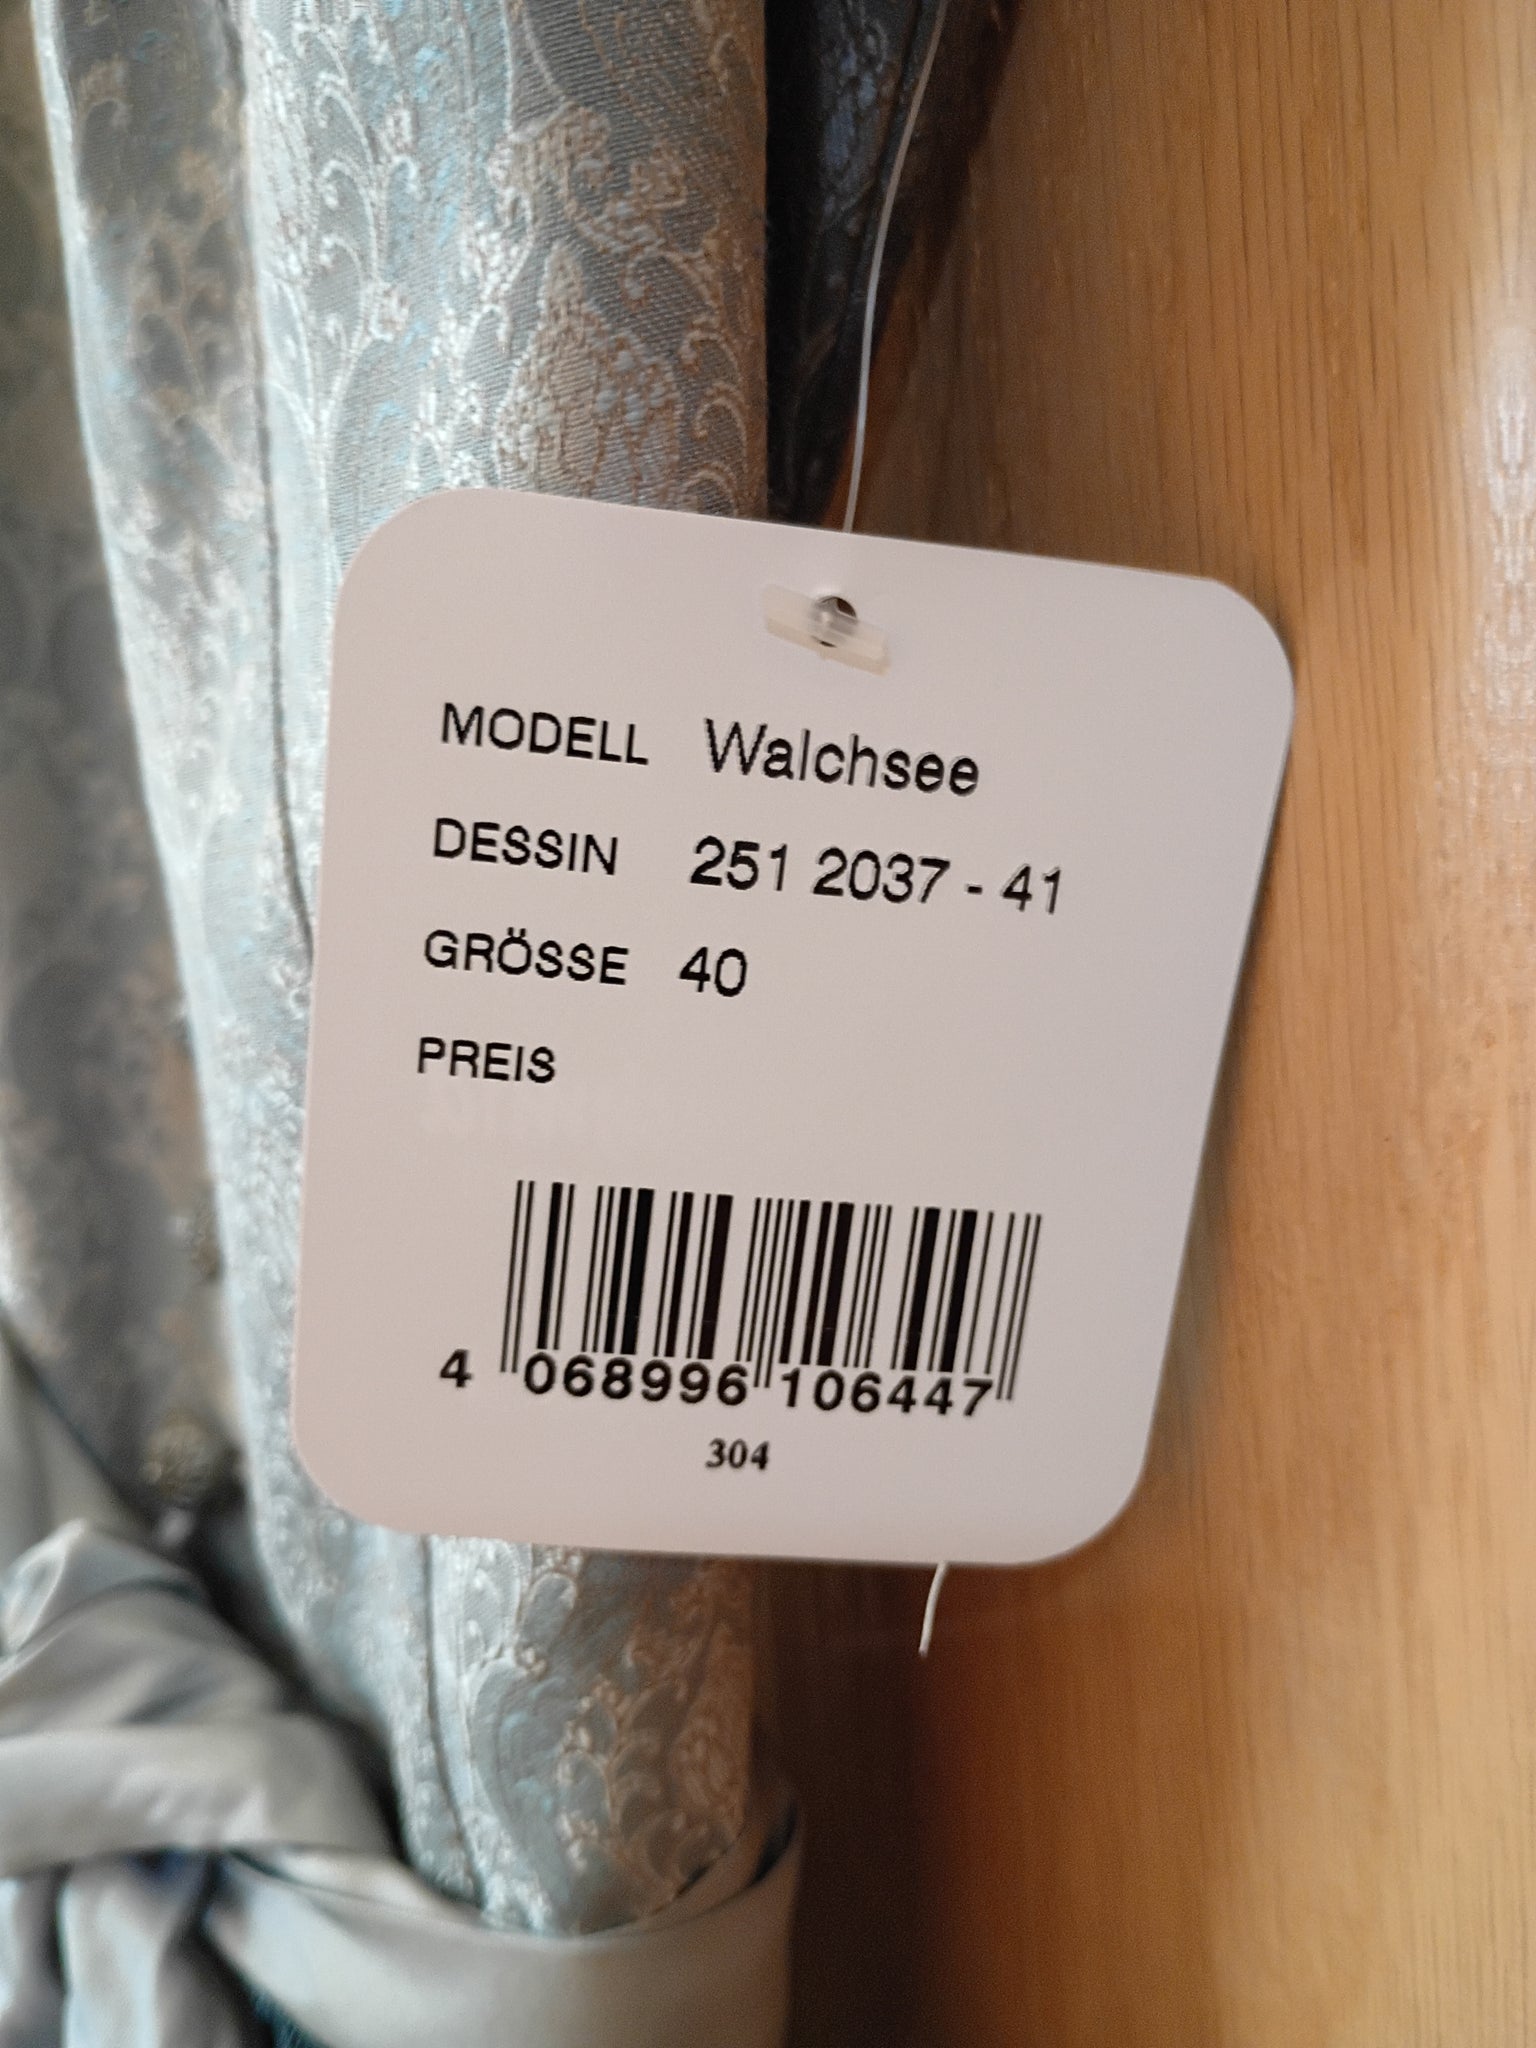 MODELL Walchsee
DESSIN 251 2037 - 41
GRÖSSE 40
PREIS
4 068996 106447
304